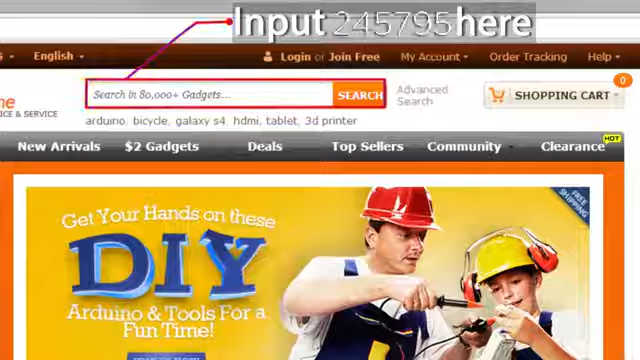 Input 245795 here
English
Login or Join Free
My Account
Order Tracking
Help
0
Search in 80,000+ Gadgets...
SEARCH
Advanced
Search
SHOPPING CART
ICE & SERVICE
arduino, bicycle, galaxy s4, hdmi, tablet, 3d printer
New Arrivals
$2 Gadgets
Deals
Top Sellers
Community
Clearance
HOT
FREE
SHIPPING
Get Your Hands on these
DIY
Arduino & Tools For a
Fun Time!